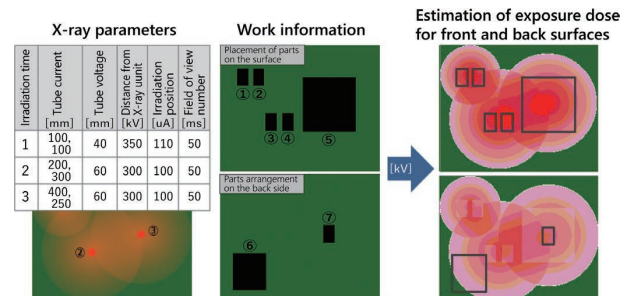 X-ray parameters
Irradiation time
Tube current
[mm]
Tube voltage
[mm]
Distance from
X-ray uunit
[kV]
Irradiation
position
[uA]
Field of view
number
[ms]
1 100, 100 40 350 110 50
2 200, 300 60 300 100 50
3 400, 250 60 300 100 50
②
③
Work information
Placement of parts
on the surface
① ②
③ ④
⑤
Parts arrangement
on the back side
⑥
⑦
[kV]
Estimation of exposure dose
for front and back surfaces